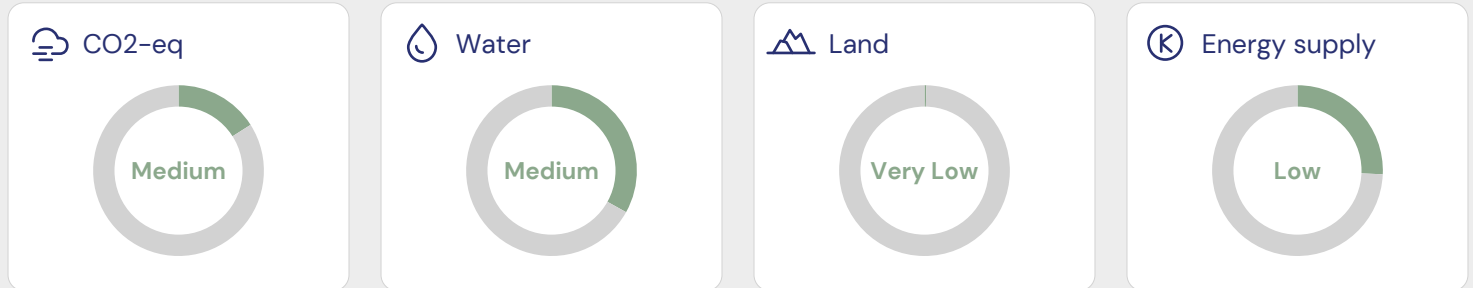 CO2-eq
Medium
Water
Medium
Land
Very Low
Energy supply
Low